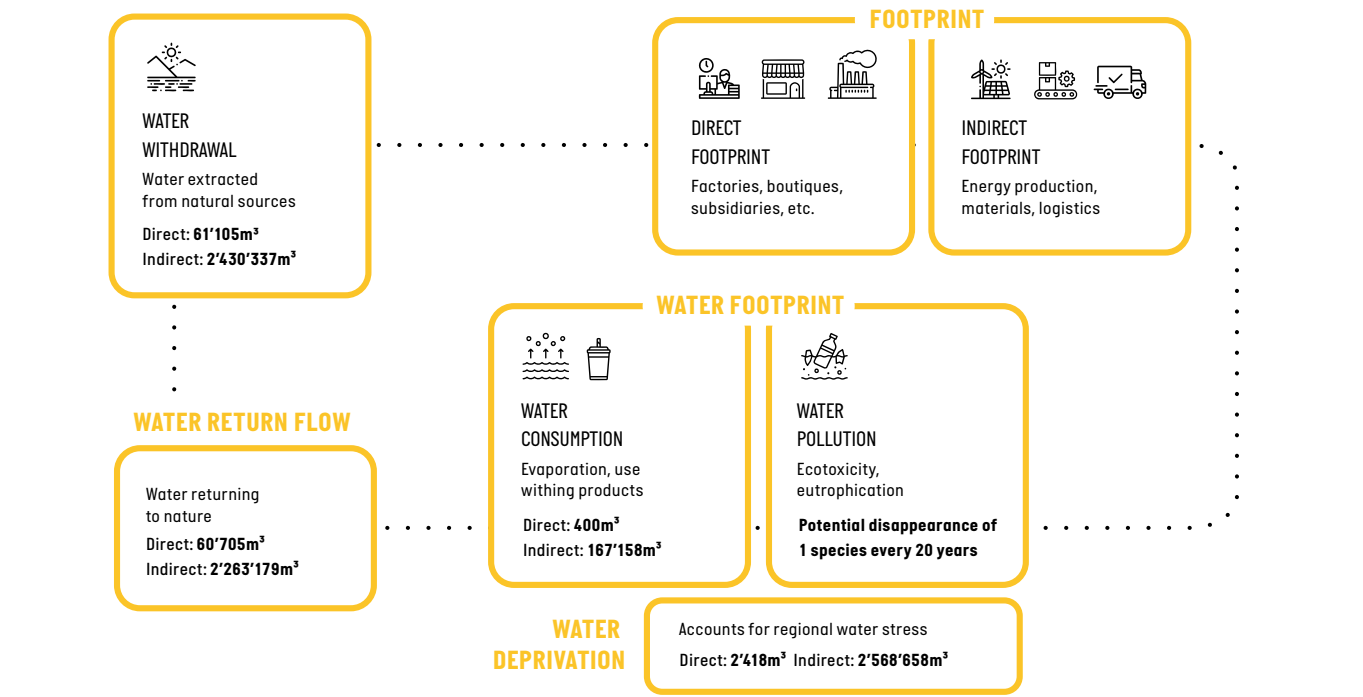 WATER
WITHDRAWAL
Water extracted
from natural sources
Direct: 61’105m³
Indirect: 2’430’337m³
FOOTPRINT
DIRECT
FOOTPRINT
Factories, boutiques,
subsidiaries, etc.
INDIRECT
FOOTPRINT
Energy production,
materials, logistics
WATER FOOTPRINT
WATER
CONSUMPTION
Evaporation, use
withing products
Direct: 400m³
Indirect: 167’158m³
WATER
POLLUTION
Ecotoxicity,
eutrophication
Potential disappearance of
1 species every 20 years
WATER RETURN FLOW
Water returning
to nature
Direct: 60’705m³
Indirect: 2’263’179m³
WATER
DEPRIVATION
Accounts for regional water stress
Direct: 2’418m³ Indirect: 2’568’658m³